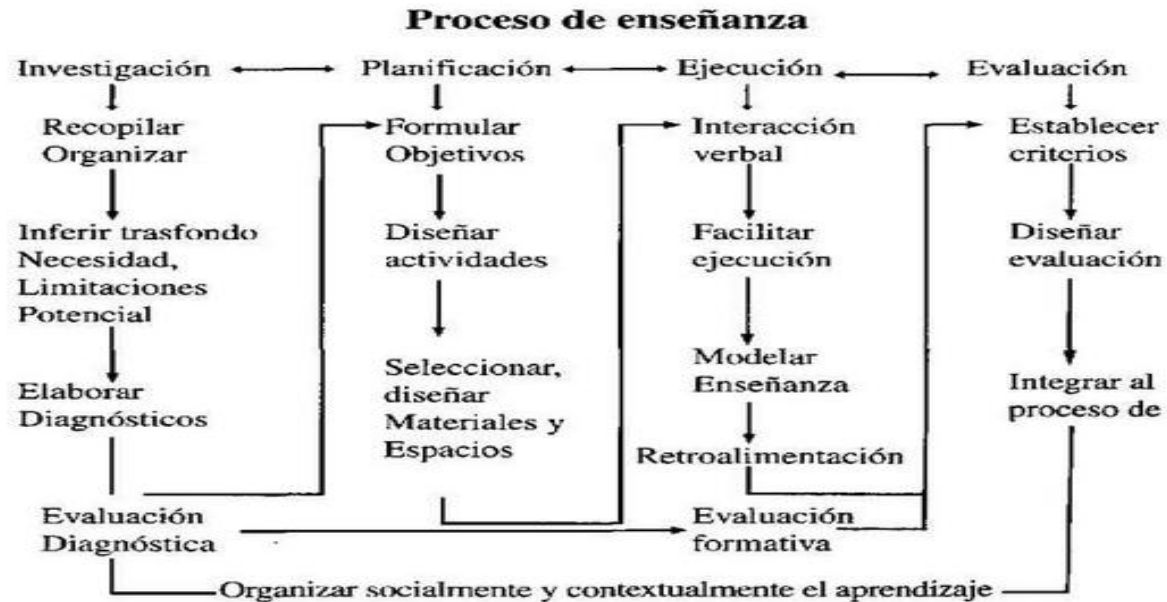 Proceso de enseñanza
Investigación
Planificación
Ejecución
Evaluación
Recopilar
Organizar
Inferir trasfondo
Necesidad,
Limitaciones
Potencial
Elaborar
Diagnósticos
Evaluación
Diagnóstica
Formular
Objetivos
Diseñar
actividades
Seleccionar,
diseñar
Materiales y
Espacios
Interacción
verbal
Facilitar
ejecución
Modelar
Enseñanza
Retroalimentación
Evaluación
formativa
Establecer
criterios
Diseñar
evaluación
Integrar al
proceso de
Organizar socialmente y contextualmente el aprendizaje